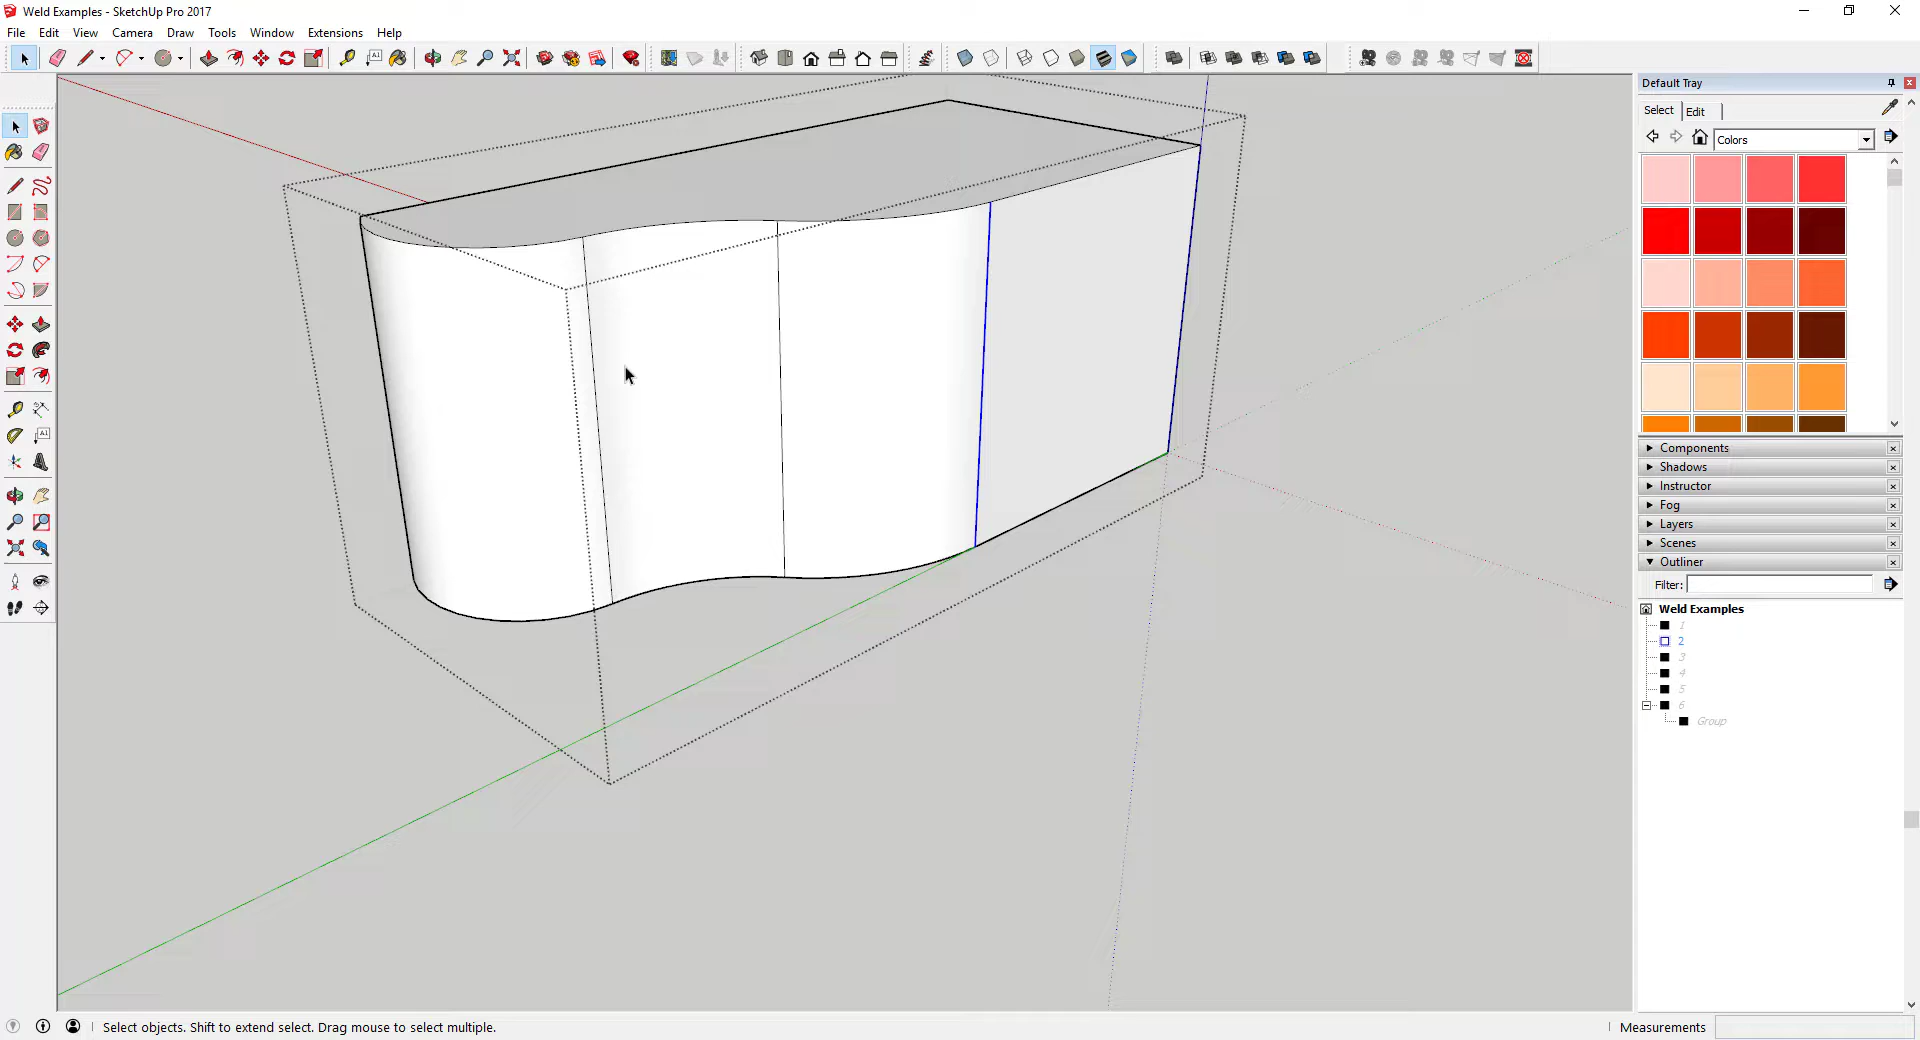 Weld Examples - SketchUp Pro 2017
File Edit View Camera Draw Tools Window Extensions Help
Default Tray
Select Edit
Colors
Components
Shadows
Instructor
Fog
Layers
Scenes
Outliner
Filter:
Weld Examples
1
2
3
4
5
6
Group
Select objects. Shift to extend select. Drag mouse to select multiple.
Measurements